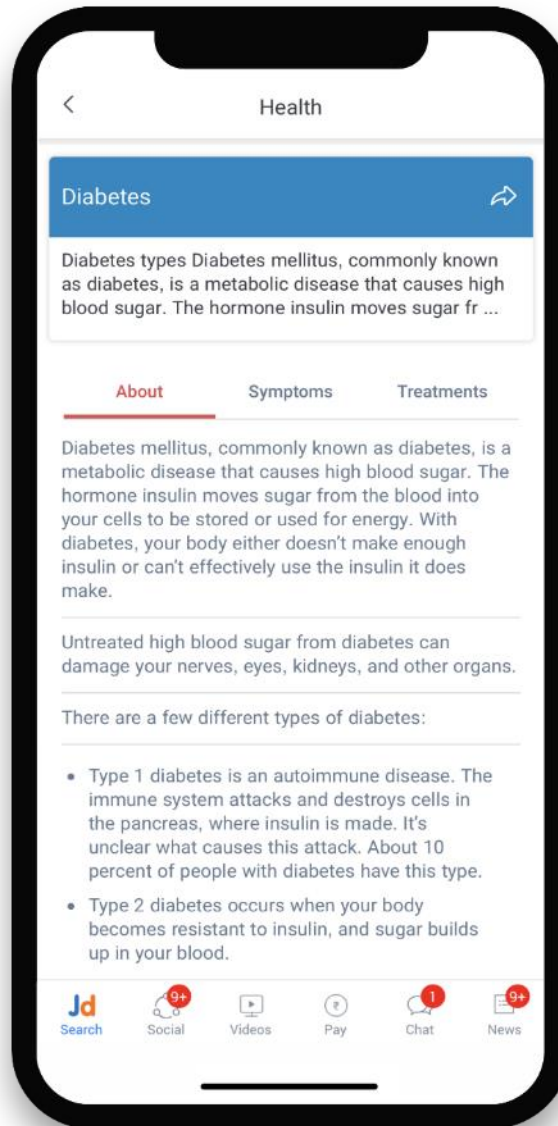 Health
Diabetes
Diabetes types Diabetes mellitus, commonly known
as diabetes, is a metabolic disease that causes high
blood sugar. The hormone insulin moves sugar fr ...
About Symptoms Treatments
Diabetes mellitus, commonly known as diabetes, is a
metabolic disease that causes high blood sugar. The
hormone insulin moves sugar from the blood into
your cells to be stored or used for energy. With
diabetes, your body either doesn't make enough
insulin or can't effectively use the insulin it does
make.
Untreated high blood sugar from diabetes can
damage your nerves, eyes, kidneys, and other organs.
There are a few different types of diabetes:
• Type 1 diabetes is an autoimmune disease. The
immune system attacks and destroys cells in
the pancreas, where insulin is made. It's
unclear what causes this attack. About 10
percent of people with diabetes have this type.
• Type 2 diabetes occurs when your body
becomes resistant to insulin, and sugar builds
up in your blood.
Jd 9+ ₹ 1 9+
Search Social Videos Pay Chat News